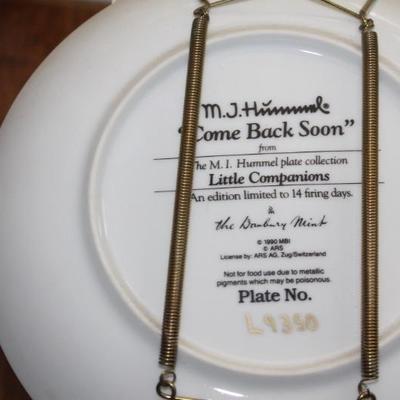 M.J. Hummel®
"Come Back Soon"
from
The M. I. Hummel plate collection
Little Companions
An edition limited to 14 firing days.
the Danbury Mint
© 1990 MBI
© ARS
License by: ARS AG, Zug/Switzerland
Not for food use due to metallic
pigments which may be poisonous.
Plate No.
L9350